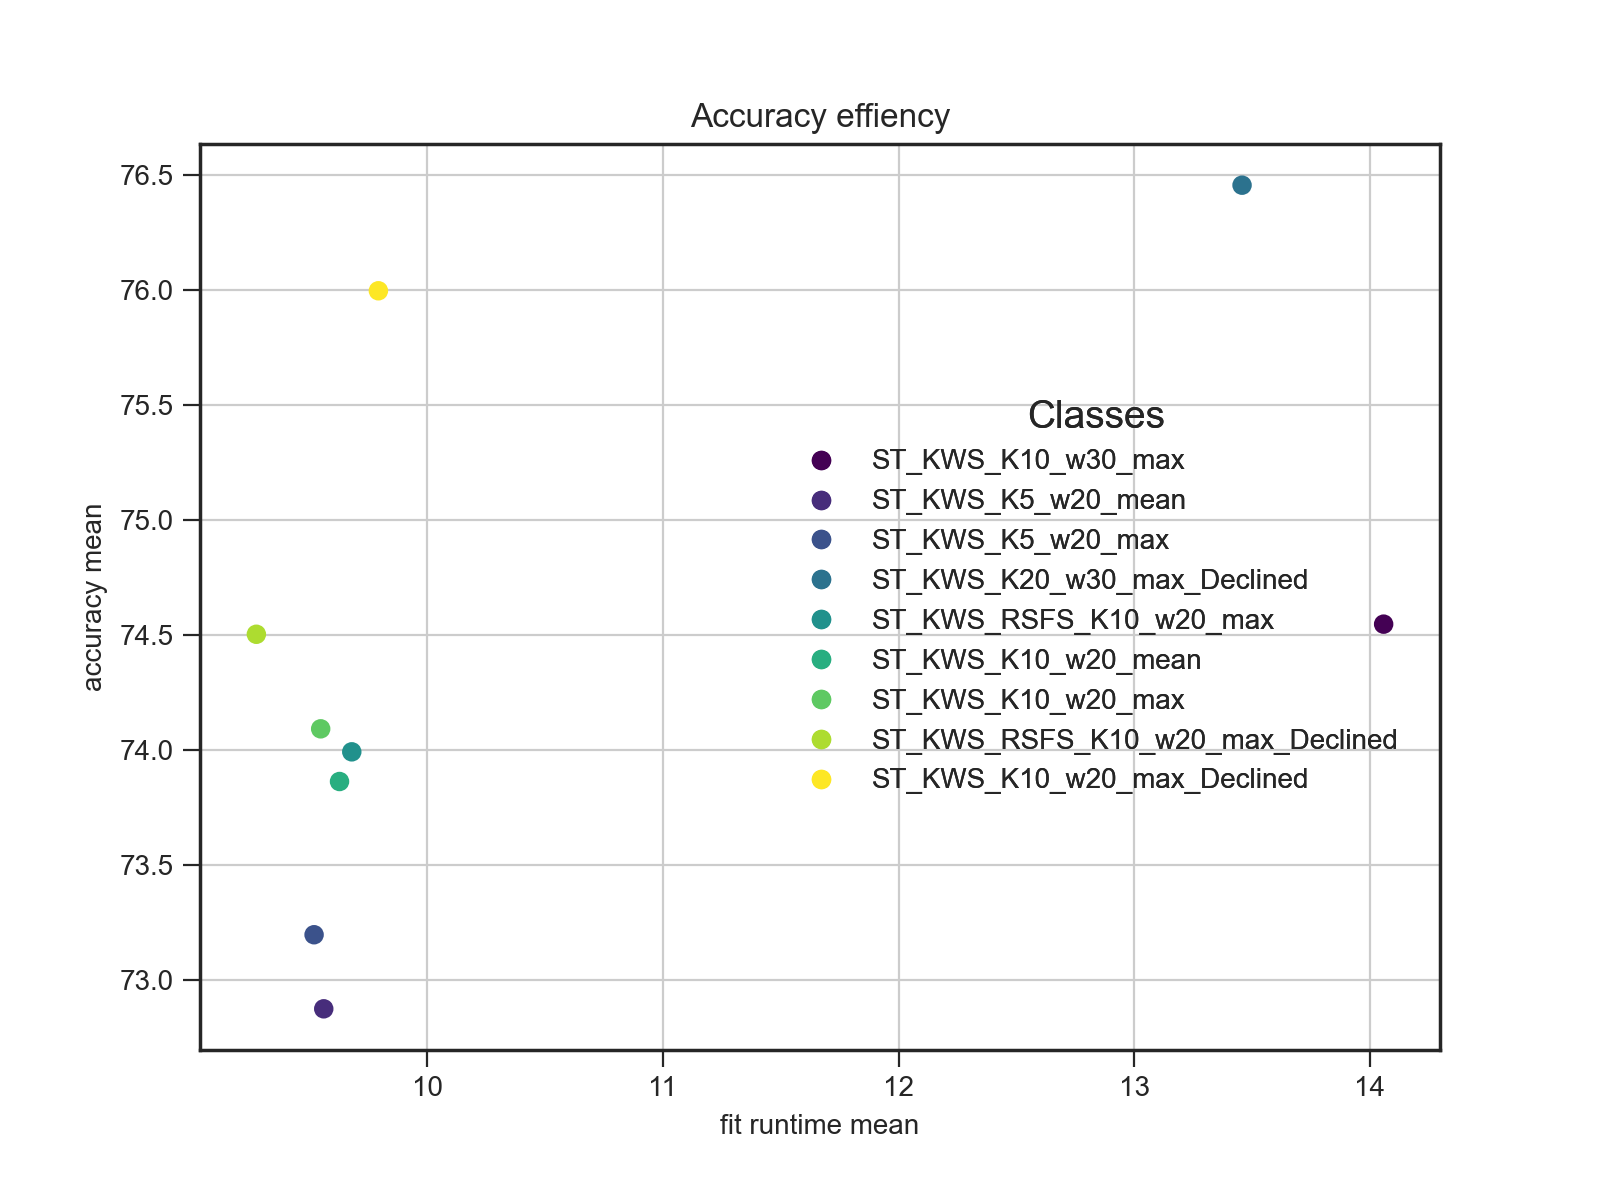 Accuracy effiency
76.5
76.0
75.5
75.0
74.5
74.0
73.5
73.0
accuracy mean
Classes
ST_KWS_K10_w30_max
ST_KWS_K5_w20_mean
ST_KWS_K5_w20_max
ST_KWS_K20_w30_max_Declined
ST_KWS_RSFS_K10_w20_max
ST_KWS_K10_w20_mean
ST_KWS_K10_w20_max
ST_KWS_RSFS_K10_w20_max_Declined
ST_KWS_K10_w20_max_Declined
10 11 12 13 14
fit runtime mean